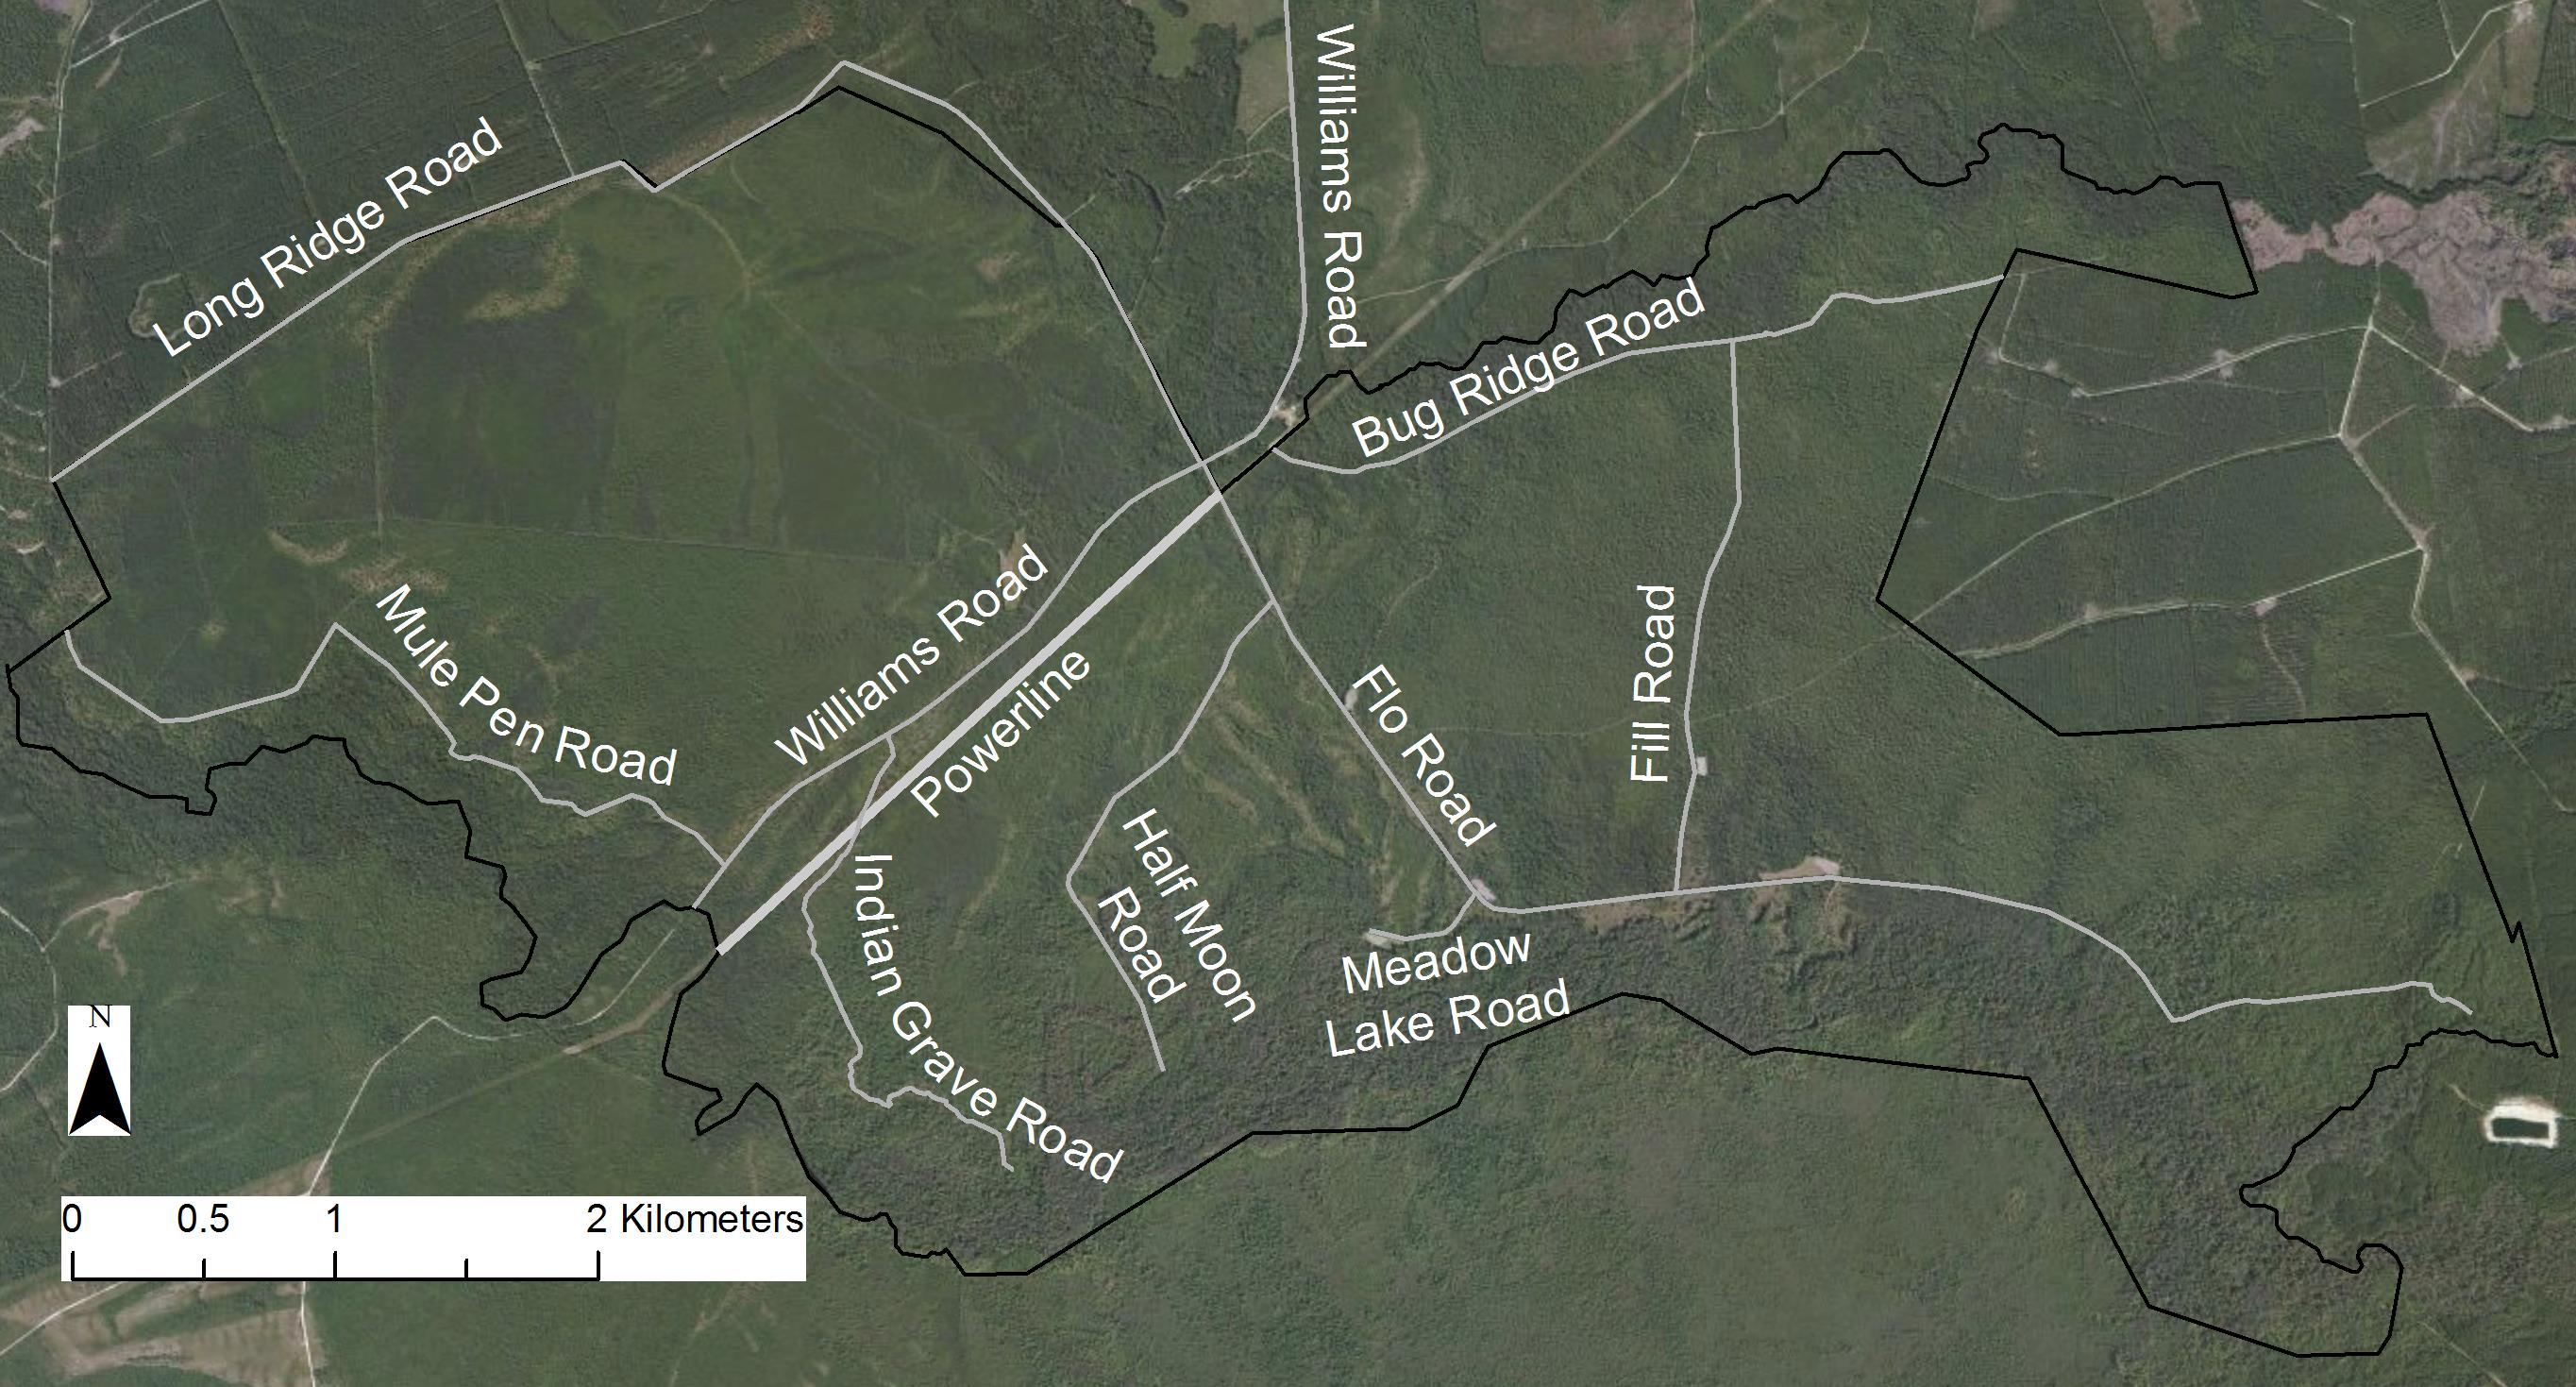 Williams Road
Long Ridge Road
Bug Ridge Road
Mule Pen Road
Williams Road
Powerline
Flo Road
Fill Road
Half Moon
Road
Indian Grave Road
Meadow
Lake Road
N
0 0.5 1 2 Kilometers